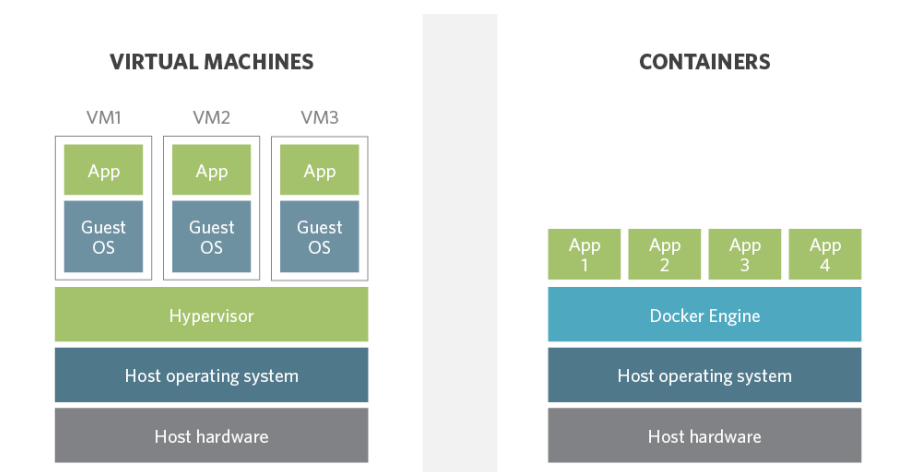 VIRTUAL MACHINES
VM1 VM2 VM3
App App App
Guest Guest Guest
OS OS OS
Hypervisor
Host operating system
Host hardware
CONTAINERS
App App App App
1 2 3 4
Docker Engine
Host operating system
Host hardware